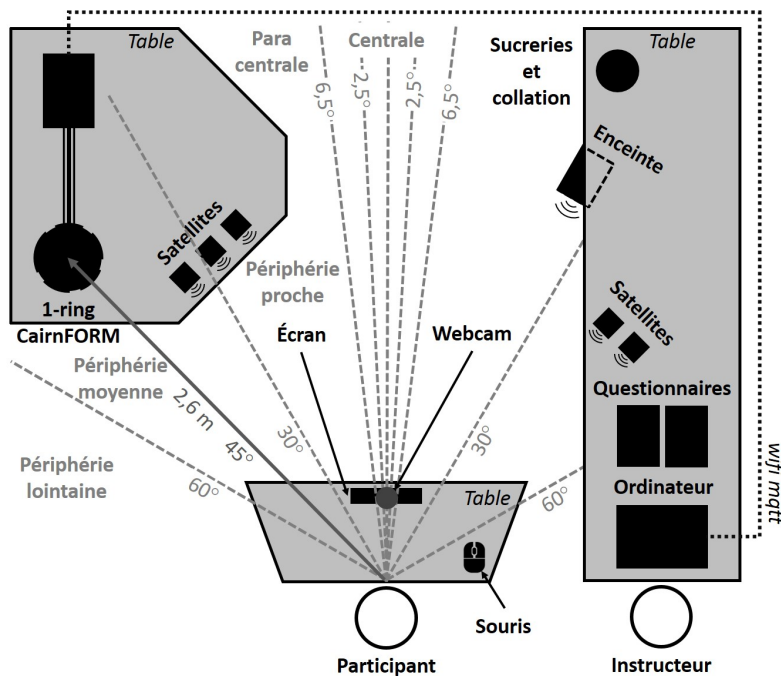 Table
Para
centrale
Centrale
6,5°
2,5°
2,5°
6,5°
Sucreries
et
collation
Table
Enceinte
Satellites
1-ring
CairnFORM
Périphérie
proche
Écran
Webcam
Satellites
Périphérie
moyenne
2,6 m
45°
30°
30°
Questionnaires
Périphérie
lointaine
60°
Table
60°
Ordinateur
wifi mqtt
Souris
Participant
Instructeur